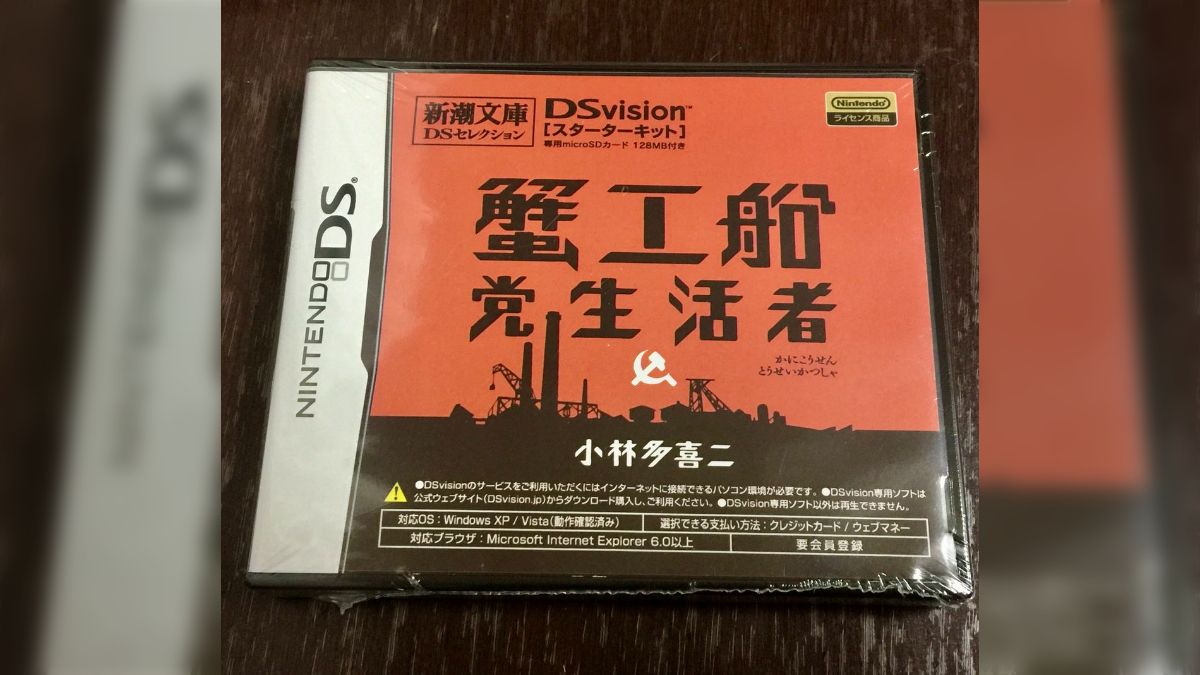 NINTENDO DS®
新潮文庫
DSセレクション
DSvision™
[スターターキット]
専用microSDカード 128MB付き
Nintendo
ライセンス商品
蟹工船
党生活者
かにこうせん
とうせいかつしゃ
小林多喜二
●DSvisionのサービスをご利用いただくにはインターネットに接続できるパソコン環境が必要です。●DSvision専用ソフトは
公式ウェブサイト(DSvision.jp)からダウンロード購入し、ご利用ください。●DSvision専用ソフト以外は再生できません。
対応OS：Windows XP / Vista(動作確認済み)
選択できる支払い方法：クレジットカード / ウェブマネー
対応ブラウザ：Microsoft Internet Explorer 6.0以上
要会員登録